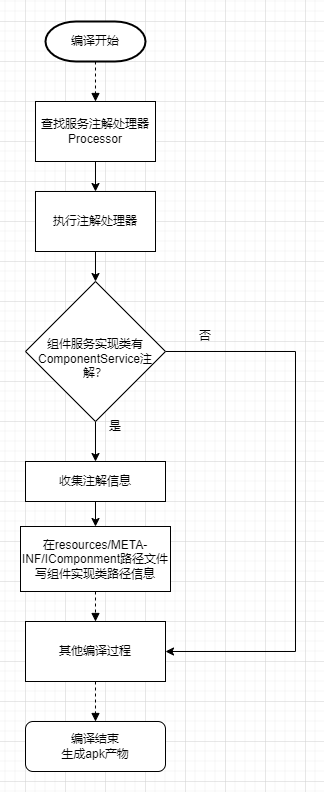 编译开始
查找服务注解处理器
Processor
执行注解处理器
组件服务实现类有
ComponentService注
解?
否
是
收集注解信息
在resources/META-
INF/IComponment路径文件
写组件实现类路径信息
其他编译过程
编译结束
生成apk产物